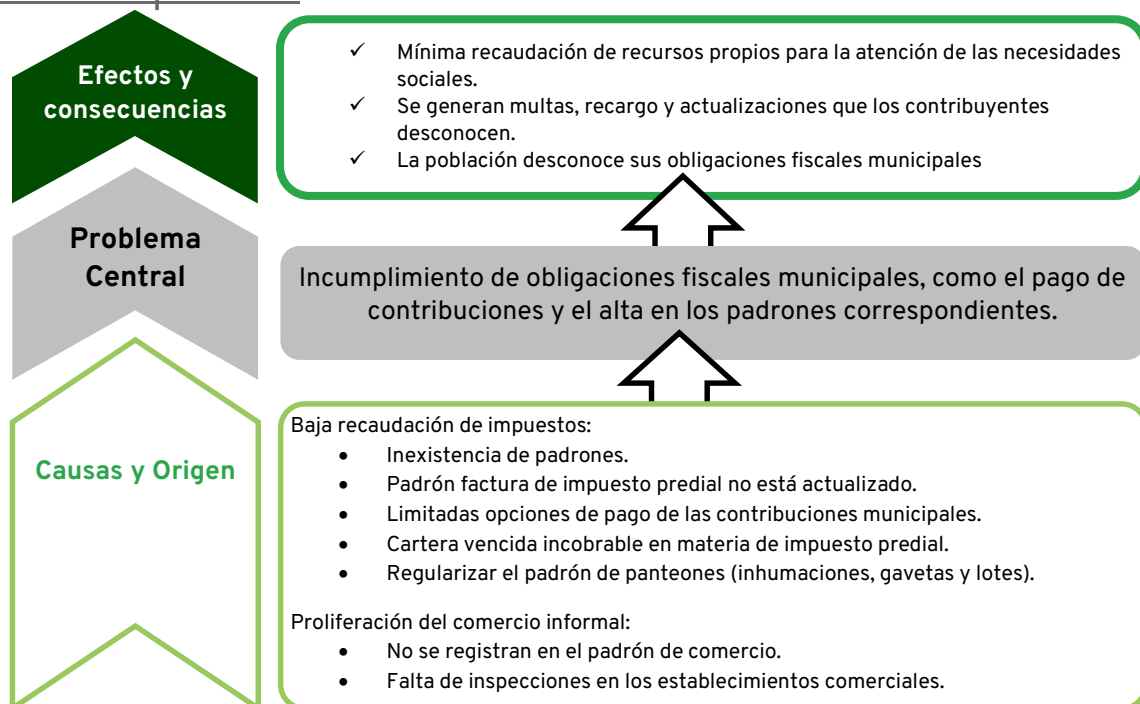 Efectos y
consecuencias
✓ Mínima recaudación de recursos propios para la atención de las necesidades
sociales.
✓ Se generan multas, recargo y actualizaciones que los contribuyentes
desconocen.
✓ La población desconoce sus obligaciones fiscales municipales
Problema
Central
Incumplimiento de obligaciones fiscales municipales, como el pago de
contribuciones y el alta en los padrones correspondientes.
Causas y Origen
Baja recaudación de impuestos:
• Inexistencia de padrones.
• Padrón factura de impuesto predial no está actualizado.
• Limitadas opciones de pago de las contribuciones municipales.
• Cartera vencida incobrable en materia de impuesto predial.
• Regularizar el padrón de panteones (inhumaciones, gavetas y lotes).
Proliferación del comercio informal:
• No se registran en el padrón de comercio.
• Falta de inspecciones en los establecimientos comerciales.